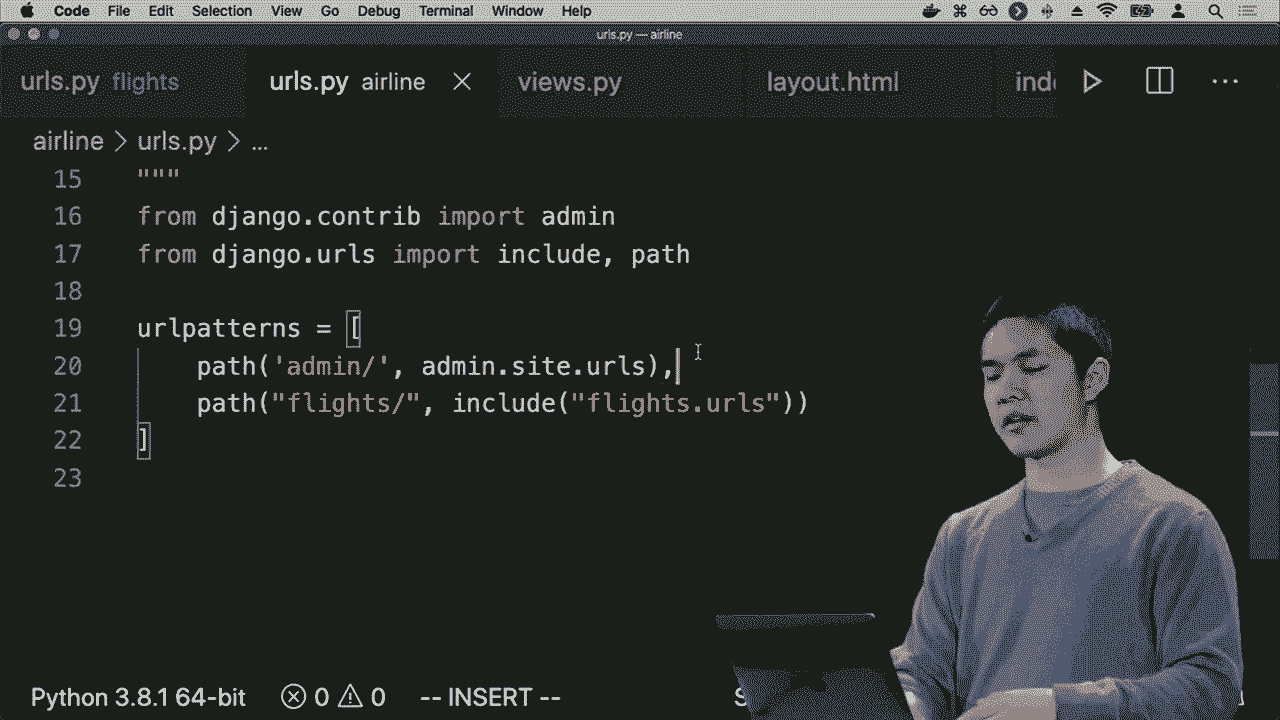 Code File Edit Selection View Go Debug Terminal Window Help
urls.py — airline
urls.py flights urls.py airline views.py layout.html
airline > urls.py > ...
15 """
16 from django.contrib import admin
17 from django.urls import include, path
18
19 urlpatterns = [
20 path('admin/', admin.site.urls),
21 path("flights/", include("flights.urls"))
22 ]
23
Python 3.8.1 64-bit 0 0 -- INSERT --